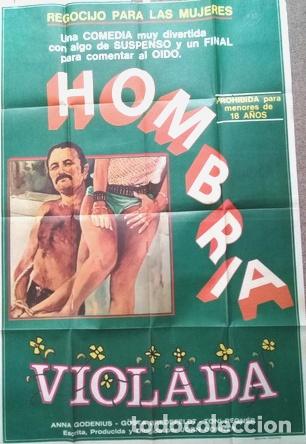 REGOCIJO PARA LAS MUJERES
Una COMEDIA muy divertida
con algo de SUSPENSO y un FINAL
para comentar al OIDO.
HOMBRIA
PROHIBIDA para
menores de
18 AÑOS
VIOLADA
ANNA GODENIUS
Escrita, Producida y
todocoleccion